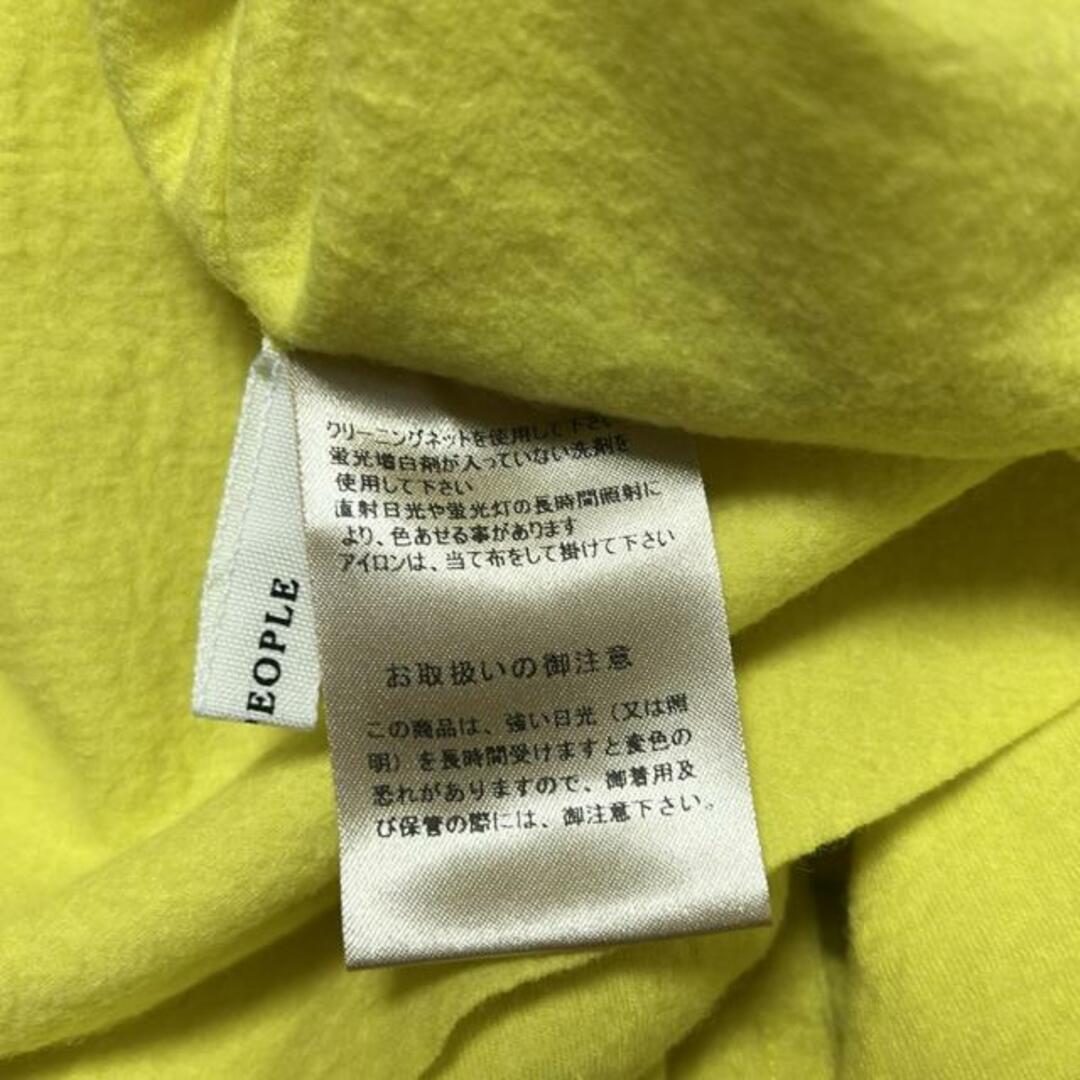 クリーニングネットを使用して下さい
蛍光増白剤が入っていない洗剤を
使用して下さい
直射日光や蛍光灯の長時間照射に
より、色あせる事があります
アイロンは、当て布をして掛けて下さい
お取扱いの御注意
この商品は、強い日光（又は照
明）を長時間受けますと変色の
恐れがありますので、御着用及
び保管の際には、御注意下さい。
PEOPLE